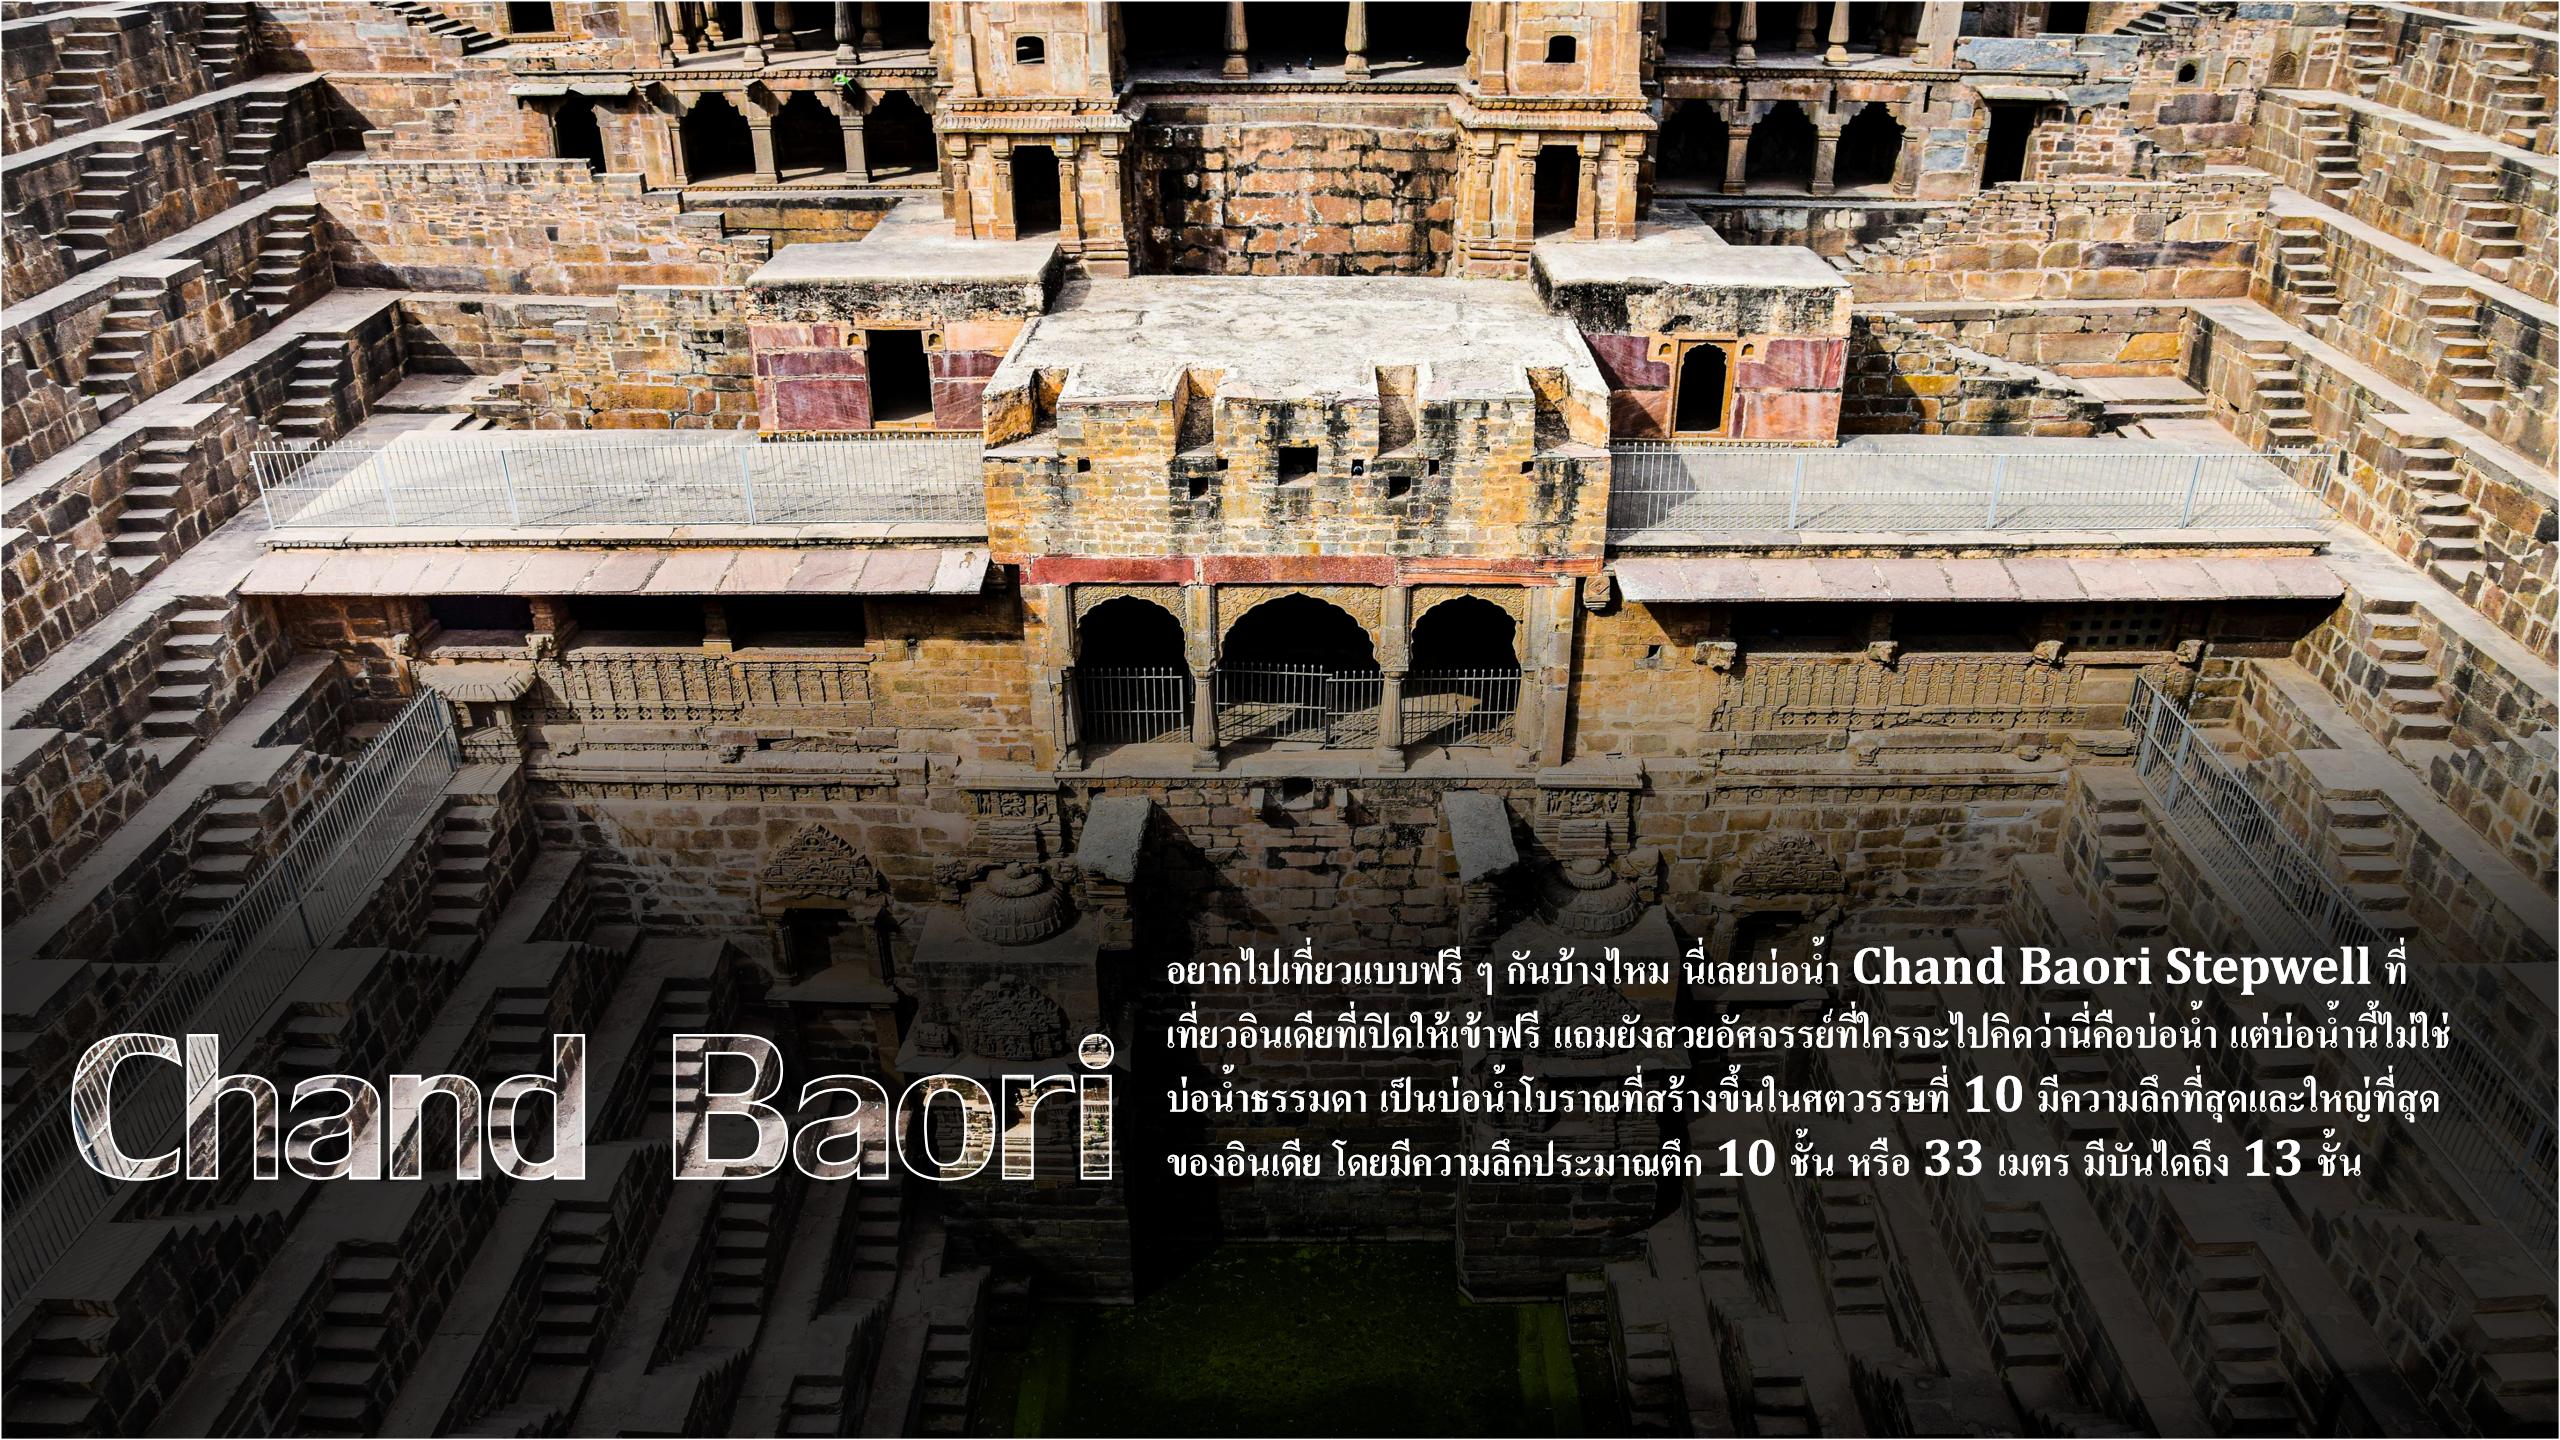 Chand Baori
อยากไปเที่ยวแบบฟรี ๆ กันบ้างไหม นี่เลยบ่อน้ำ Chand Baori Stepwell ที่
เที่ยวอินเดียที่เปิดให้เข้าฟรี แถมยังสวยอัศจรรย์ที่ใครจะไปคิดว่านี่คือบ่อน้ำ แต่บ่อน้ำนี้ไม่ใช่
บ่อน้ำธรรมดา เป็นบ่อน้ำโบราณที่สร้างขึ้นในศตวรรษที่ 10 มีความลึกที่สุดและใหญ่ที่สุด
ของอินเดีย โดยมีความลึกประมาณตึก 10 ชั้น หรือ 33 เมตร มีบันไดถึง 13 ชั้น